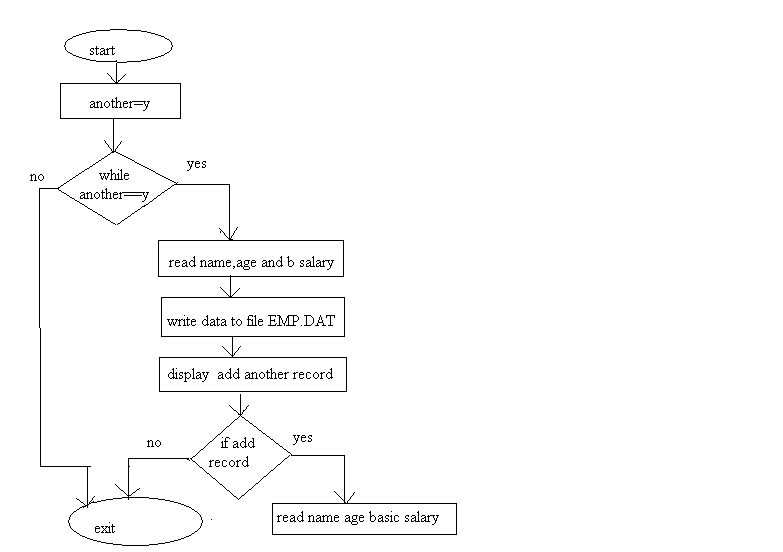 start
another=y
no
yes
while
another==y
read name,age and b salary
write data to file EMP.DAT
display add another record
no
yes
if add
record
exit
read name age basic salary